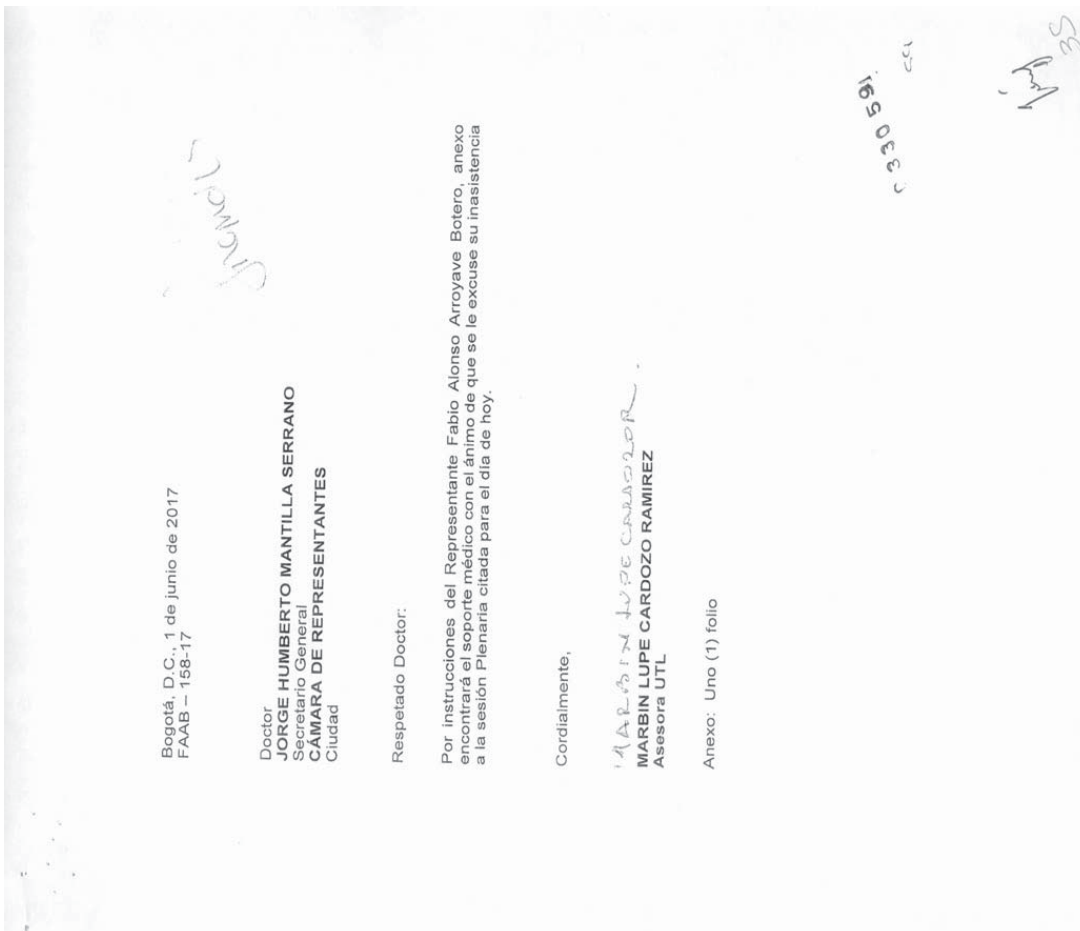 Bogotá, D.C., 1 de junio de 2017
FAAB – 158-17
Doctor
JORGE HUMBERTO MANTILLA SERRANO
Secretario General
CÁMARA DE REPRESENTANTES
Ciudad
Respetado Doctor:
Por instrucciones del Representante Fabio Alonso Arroyave Botero, anexo
encontrará el soporte médico con el ánimo de que se le excuse su inasistencia
a la sesión Plenaria citada para el día de hoy.
Cordialmente,
MARBIN LUPE CARDOZO R.
MARBIN LUPE CARDOZO RAMIREZ
Asesora UTL
Anexo: Uno (1) folio
330591
35